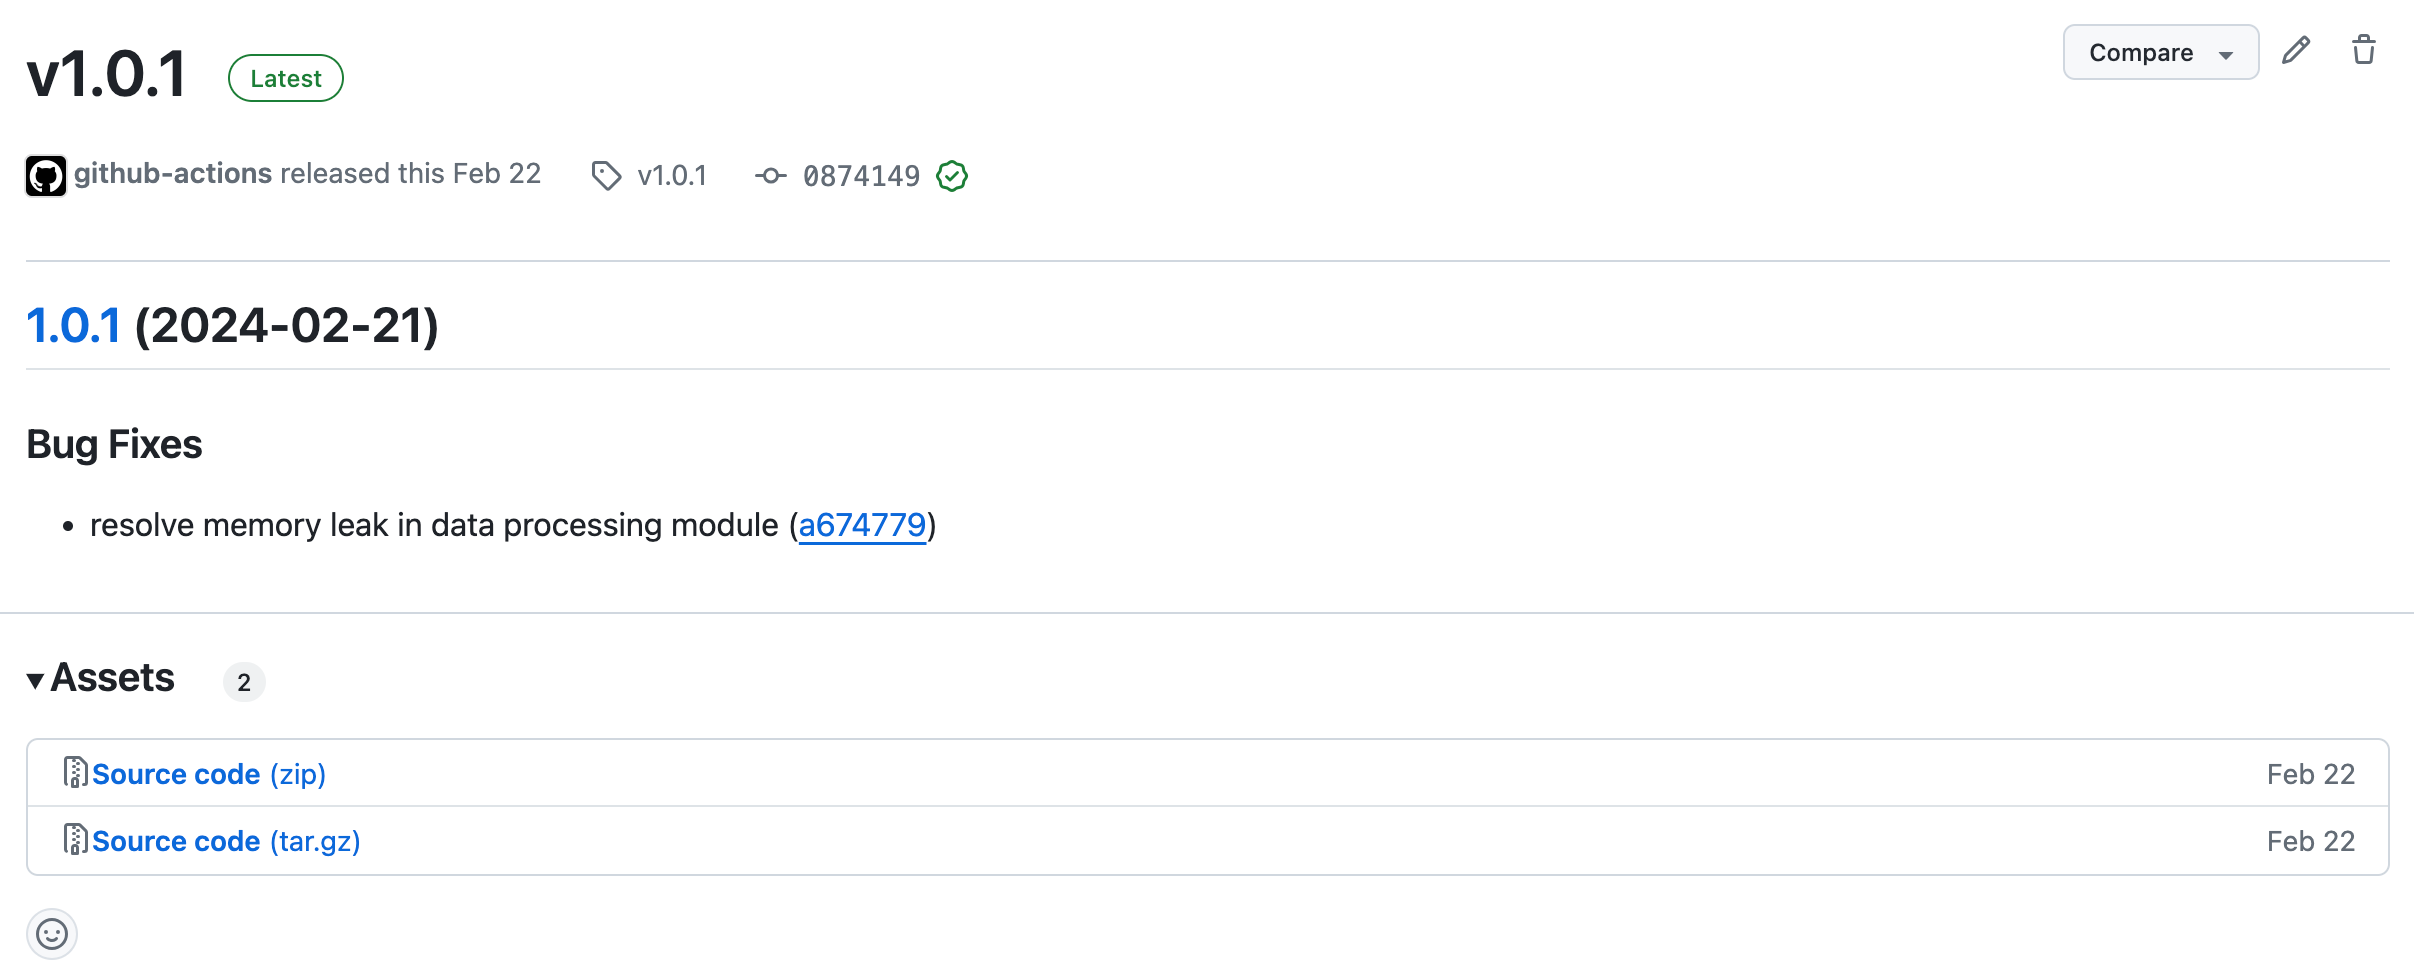 v1.0.1 Latest Compare
github-actions released this Feb 22 v1.0.1 0874149
1.0.1 (2024-02-21)
Bug Fixes
• resolve memory leak in data processing module (a674779)
Assets 2
Source code (zip) Feb 22
Source code (tar.gz) Feb 22